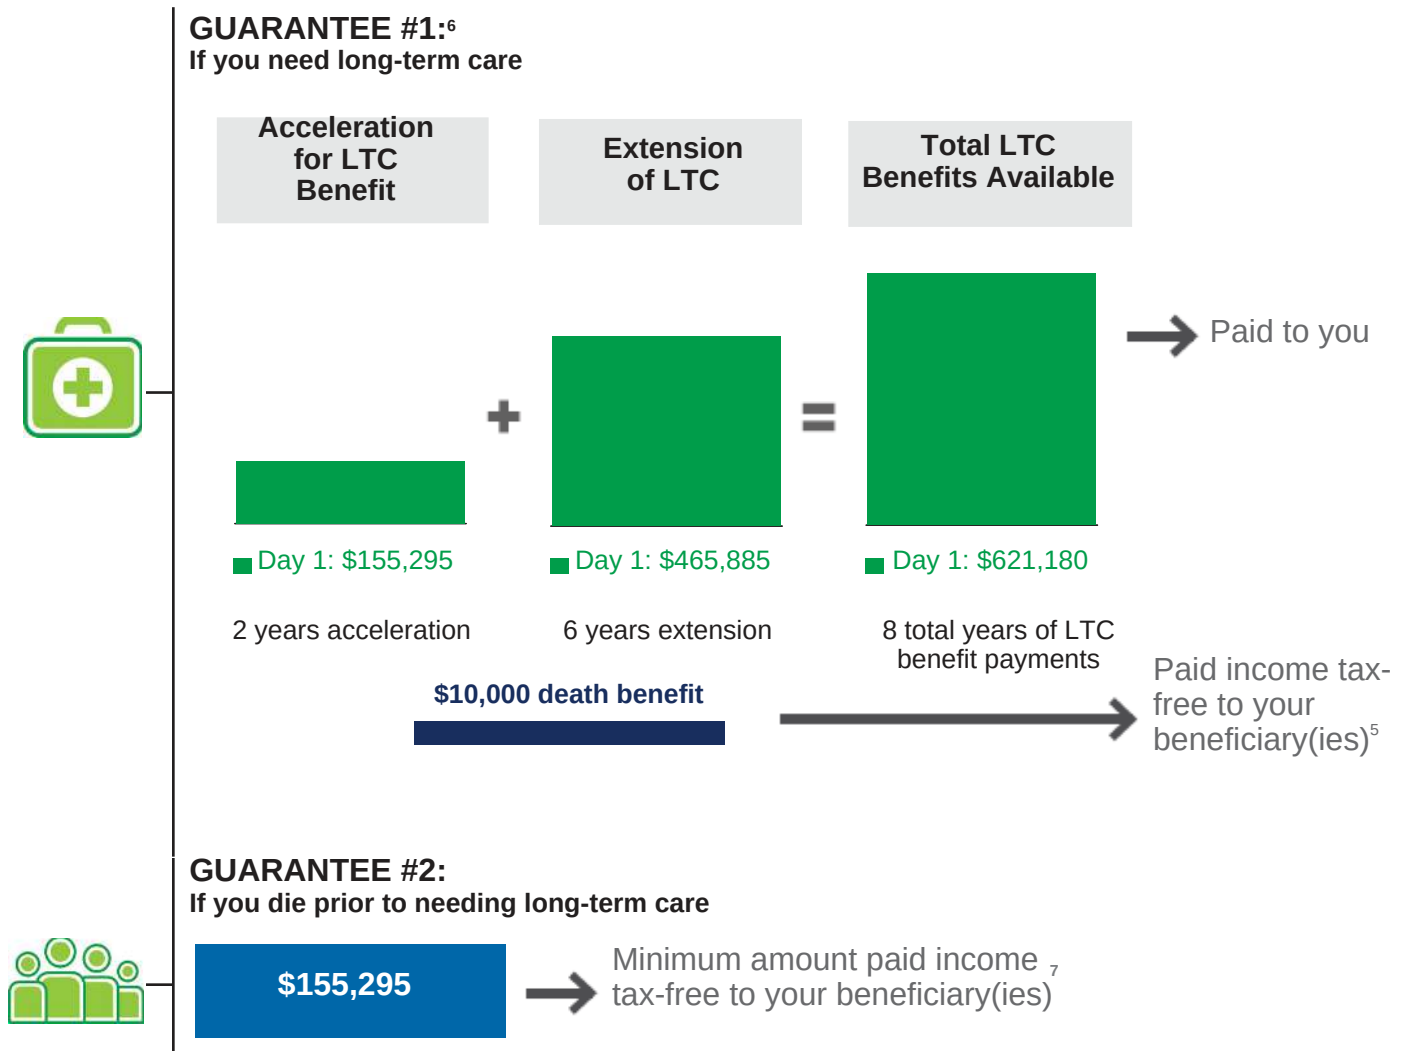 GUARANTEE #1:6
If you need long-term care
Acceleration
for LTC
Benefit
Extension
of LTC
Total LTC
Benefits Available
Paid to you
Day 1: $155,295
Day 1: $465,885
Day 1: $621,180
2 years acceleration
6 years extension
8 total years of LTC
benefit payments
$10,000 death benefit
Paid income tax-
free to your
beneficiary(ies)5
GUARANTEE #2:
If you die prior to needing long-term care
$155,295
Minimum amount paid income 7
tax-free to your beneficiary(ies)